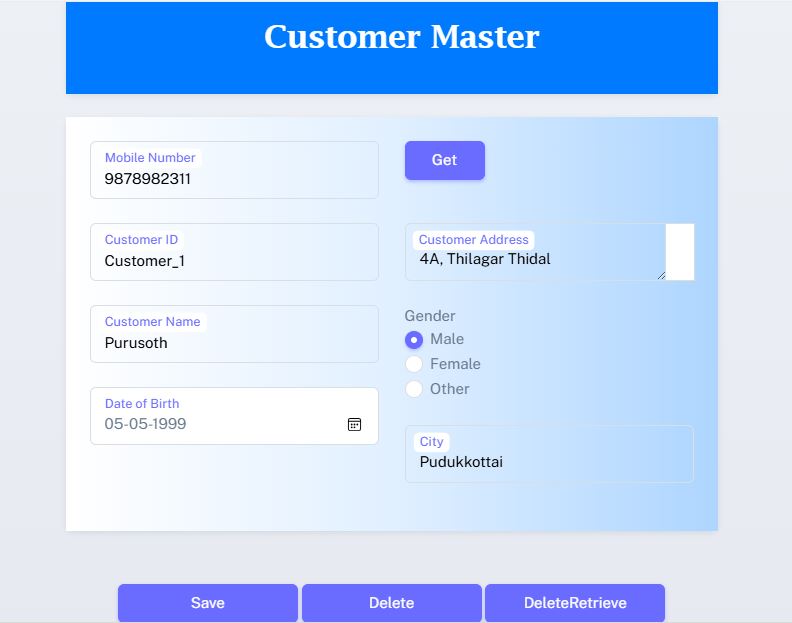 Customer Master
Mobile Number
9878982311
Get
Customer ID
Customer_1
Customer Address
4A, Thilagar Thidal
Customer Name
Purusoth
Gender
Male
Female
Other
Date of Birth
05-05-1999
City
Pudukkottai
Save
Delete
DeleteRetrieve